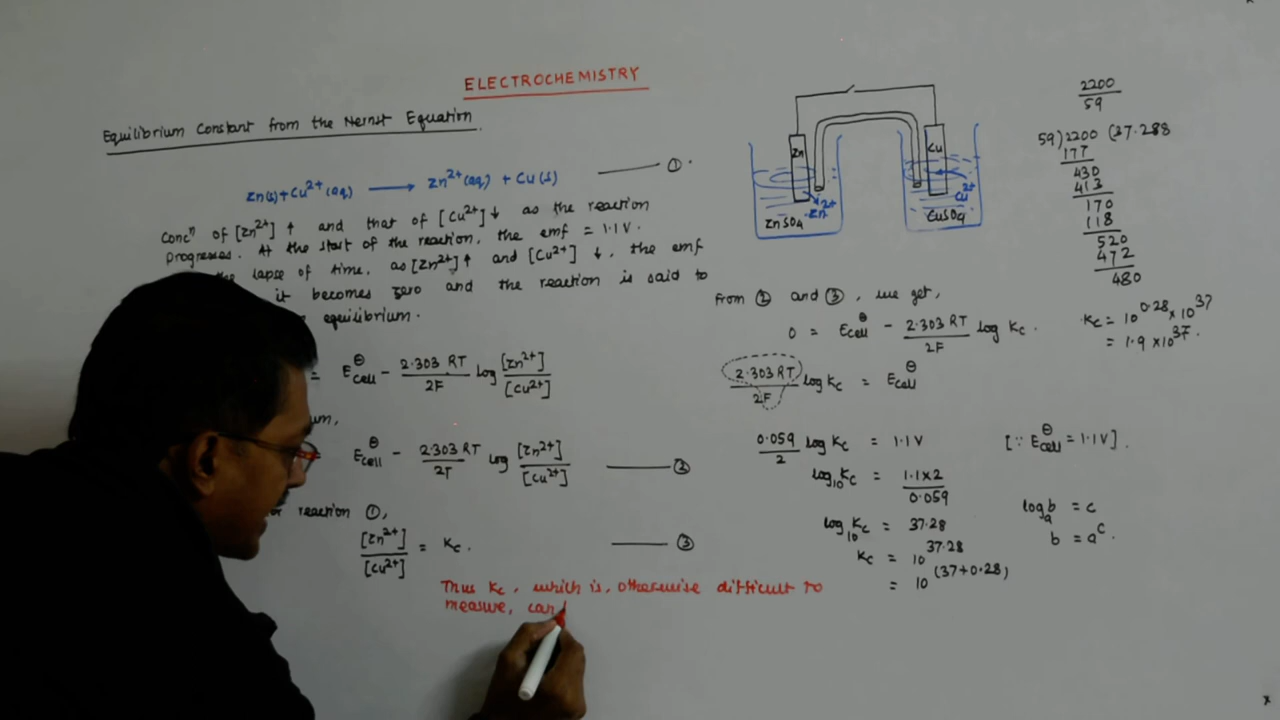 ELECTROCHEMISTRY
Equilibrium Constant from the Nernst Equation.
Zn(s)+Cu²⁺(aq) ⟶ Zn²⁺(aq) + Cu(s) —— ①.
Concⁿ of [Zn²⁺] ↑ and that of [Cu²⁺]↓ as the reaction
progresses. At the start of the reaction, the emf = 1.1V.
the lapse of time, as [Zn²⁺]↑ and [Cu²⁺] ↓, the emf
it becomes zero and the reaction is said to
equilibrium.
= E^⊖cell − 2.303 RT/2F log [Zn²⁺]/[Cu²⁺]
E^⊖cell − 2.303 RT/2F log [Zn²⁺]/[Cu²⁺] —— ②
reaction ①,
[Zn²⁺]/[Cu²⁺] = Kc. —— ③
Thus Kc, which is, otherwise difficult to
measure, can
Zn
Cu
Zn²⁺
Cu²⁺
ZnSO₄
CuSO₄
From ② and ③, we get,
0 = E^⊖cell − 2.303 RT/2F log Kc.
2.303 RT/2F log Kc = E^⊖cell
0.059/2 log Kc = 1.1V [∵ E^⊖cell = 1.1V].
log₁₀Kc = 1.1×2/0.059
log₁₀Kc = 37.28
Kc = 10^37.28
= 10^(37+0.28)
logₐb = c
b = a^c.
2200/59
59)2200(37.288
177
430
413
170
118
520
472
480
Kc = 10^0.28 × 10^37
= 1.9 × 10^37.